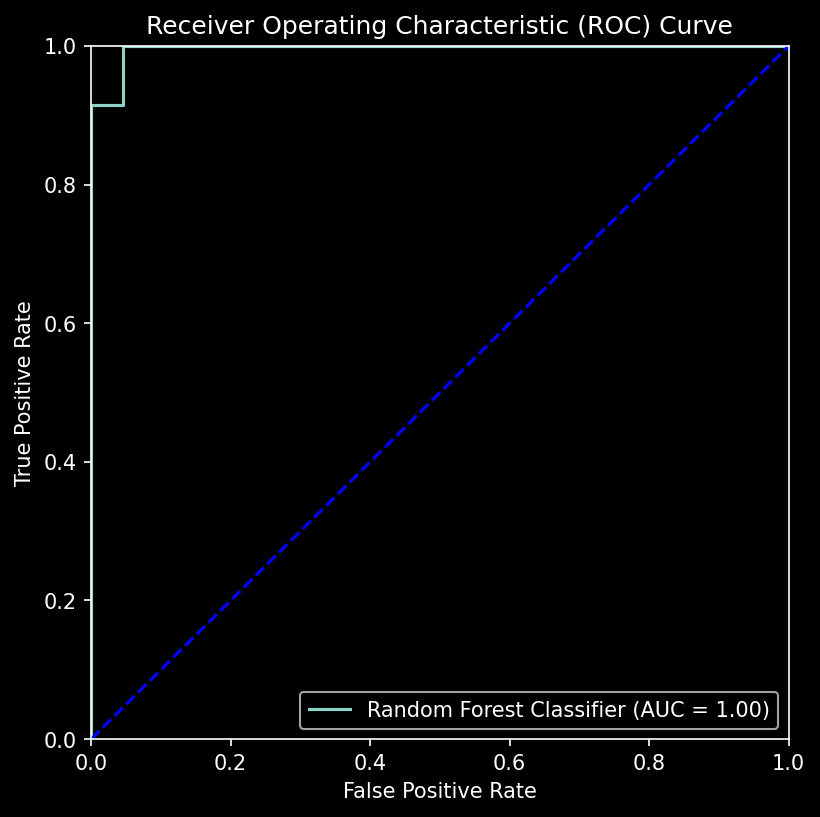 Receiver Operating Characteristic (ROC) Curve
1.0
0.8
0.6
0.4
0.2
0.0
True Positive Rate
Random Forest Classifier (AUC = 1.00)
0.0 0.2 0.4 0.6 0.8 1.0
False Positive Rate